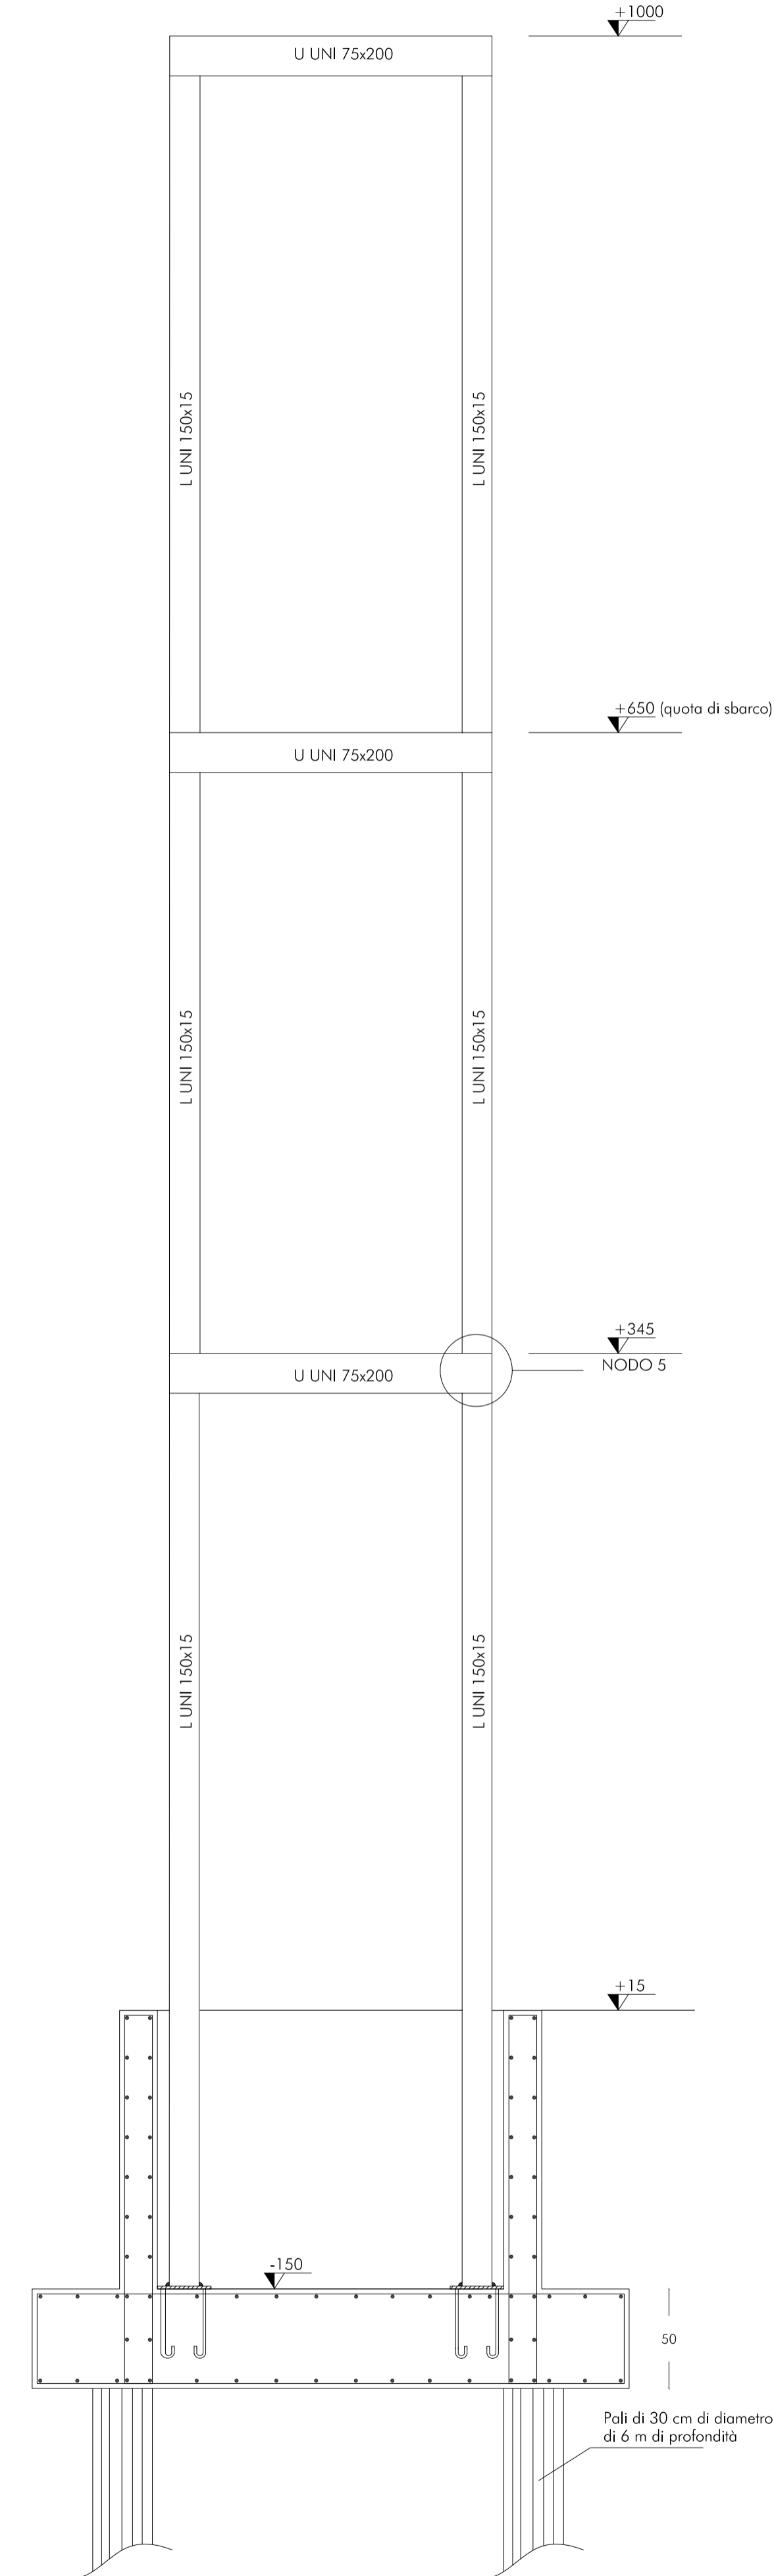 +1000
U UNI 75x200
L UNI 150x15
L UNI 150x15
+650 (quota di sbarco)
U UNI 75x200
L UNI 150x15
L UNI 150x15
+345
NODO 5
U UNI 75x200
L UNI 150x15
L UNI 150x15
+15
-150
50
Pali di 30 cm di diametro
di 6 m di profondità